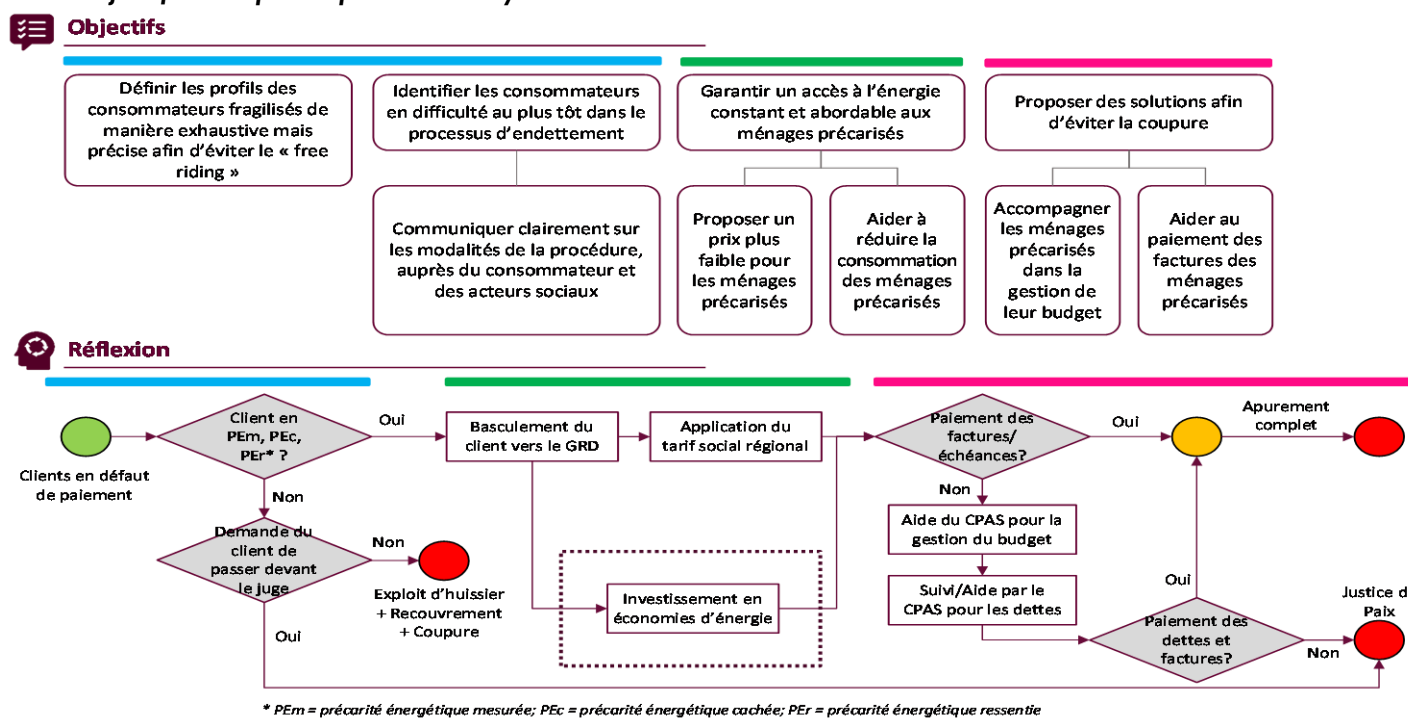 Objectifs
Définir les profils des
consommateurs fragilisés de
manière exhaustive mais
précise afin d'éviter le « free
riding »
Identifier les consommateurs
en difficulté au plus tôt dans le
processus d'endettement
Garantir un accès à l'énergie
constant et abordable aux
ménages précarisés
Proposer des solutions afin
d'éviter la coupure
Communiquer clairement sur
les modalités de la procédure,
auprès du consommateur et
des acteurs sociaux
Proposer un
prix plus
faible pour
les ménages
précarisés
Aider à
réduire la
consommation
des ménages
précarisés
Accompagner
les ménages
précarisés
dans la
gestion de
leur budget
Aider au
paiement des
factures des
ménages
précarisés
Réflexion
Clients en défaut
de paiement
Client en
PEm, PEc,
PEr* ?
Oui
Non
Demande du
client de
passer devant
le juge
Non
Oui
Exploit d'huissier
+ Recouvrement
+ Coupure
Basculement du
client vers le GRD
Application du
tarif social régional
Investissement en
économies d'énergie
Paiement des
factures/
échéances?
Oui
Non
Apurement
complet
Aide du CPAS pour la
gestion du budget
Suivi/Aide par le
CPAS pour les dettes
Oui
Paiement des
dettes et
factures?
Non
Justice d
Paix
* PEm = précarité énergétique mesurée; PEc = précarité énergétique cachée; PEr = précarité énergétique ressentie